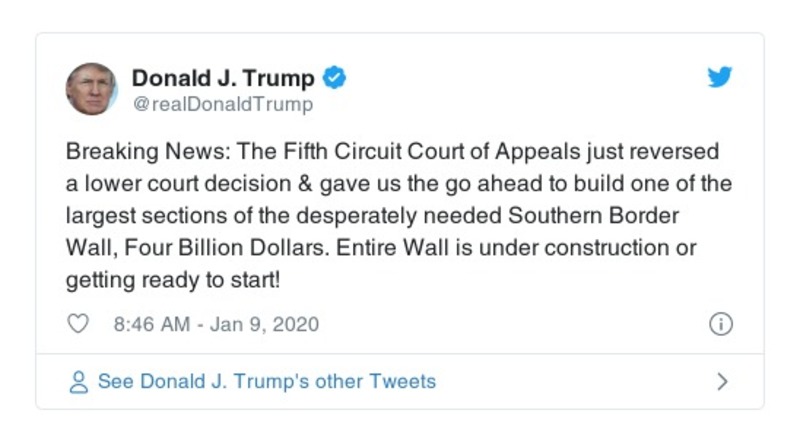 Donald J. Trump
@realDonaldTrump
Breaking News: The Fifth Circuit Court of Appeals just reversed
a lower court decision & gave us the go ahead to build one of the
largest sections of the desperately needed Southern Border
Wall, Four Billion Dollars. Entire Wall is under construction or
getting ready to start!
8:46 AM - Jan 9, 2020
See Donald J. Trump's other Tweets